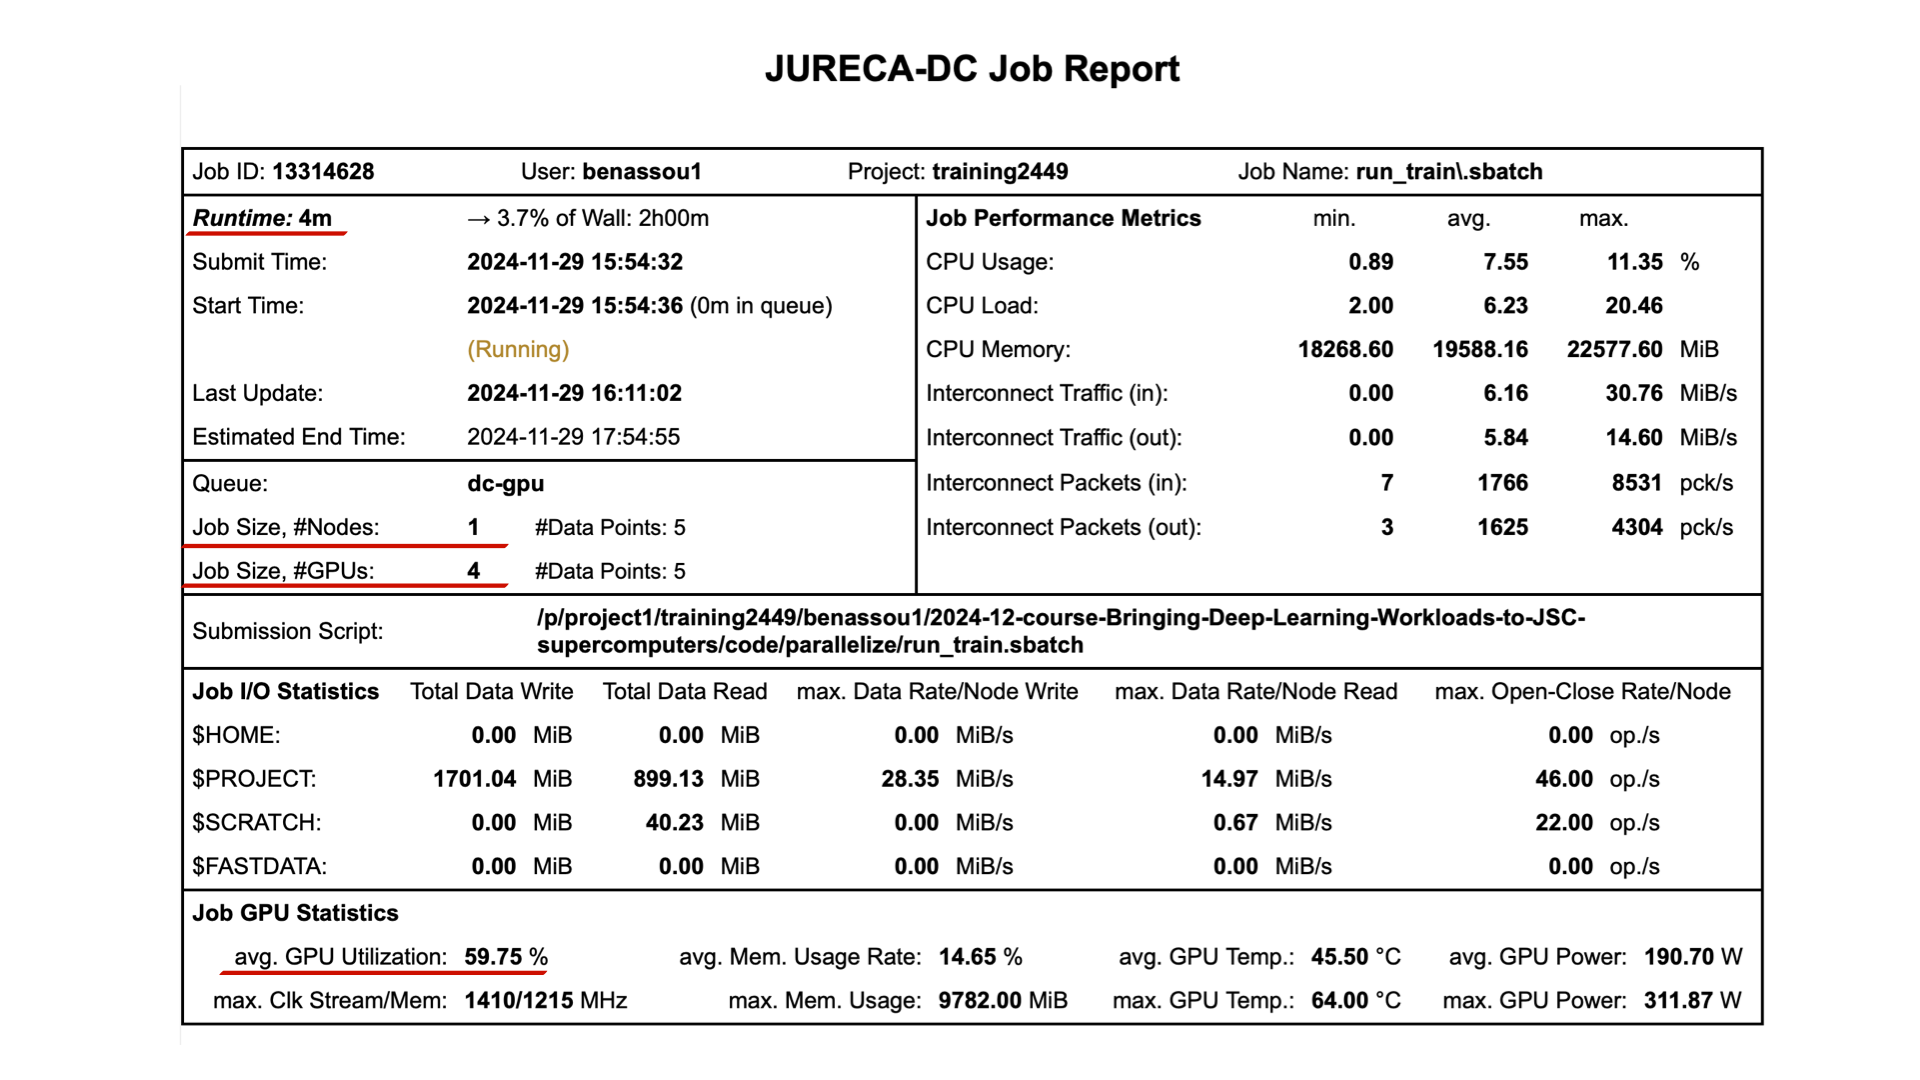 JURECA-DC Job Report
Job ID: 13314628 User: benassou1 Project: training2449 Job Name: run_train\.sbatch
Runtime: 4m → 3.7% of Wall: 2h00m
Submit Time: 2024-11-29 15:54:32
Start Time: 2024-11-29 15:54:36 (0m in queue)
(Running)
Last Update: 2024-11-29 16:11:02
Estimated End Time: 2024-11-29 17:54:55
Queue: dc-gpu
Job Size, #Nodes: 1 #Data Points: 5
Job Size, #GPUs: 4 #Data Points: 5
Job Performance Metrics min. avg. max.
CPU Usage: 0.89 7.55 11.35 %
CPU Load: 2.00 6.23 20.46
CPU Memory: 18268.60 19588.16 22577.60 MiB
Interconnect Traffic (in): 0.00 6.16 30.76 MiB/s
Interconnect Traffic (out): 0.00 5.84 14.60 MiB/s
Interconnect Packets (in): 7 1766 8531 pck/s
Interconnect Packets (out): 3 1625 4304 pck/s
Submission Script: /p/project1/training2449/benassou1/2024-12-course-Bringing-Deep-Learning-Workloads-to-JSC-
supercomputers/code/parallelize/run_train.sbatch
Job I/O Statistics Total Data Write Total Data Read max. Data Rate/Node Write max. Data Rate/Node Read max. Open-Close Rate/Node
$HOME: 0.00 MiB 0.00 MiB 0.00 MiB/s 0.00 MiB/s 0.00 op./s
$PROJECT: 1701.04 MiB 899.13 MiB 28.35 MiB/s 14.97 MiB/s 46.00 op./s
$SCRATCH: 0.00 MiB 40.23 MiB 0.00 MiB/s 0.67 MiB/s 22.00 op./s
$FASTDATA: 0.00 MiB 0.00 MiB 0.00 MiB/s 0.00 MiB/s 0.00 op./s
Job GPU Statistics
avg. GPU Utilization: 59.75 % avg. Mem. Usage Rate: 14.65 % avg. GPU Temp.: 45.50 °C avg. GPU Power: 190.70 W
max. Clk Stream/Mem: 1410/1215 MHz max. Mem. Usage: 9782.00 MiB max. GPU Temp.: 64.00 °C max. GPU Power: 311.87 W